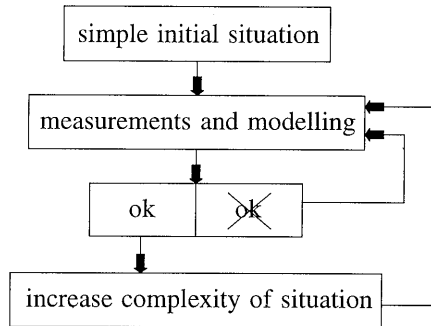 simple initial situation
measurements and modelling
ok ok
increase complexity of situation